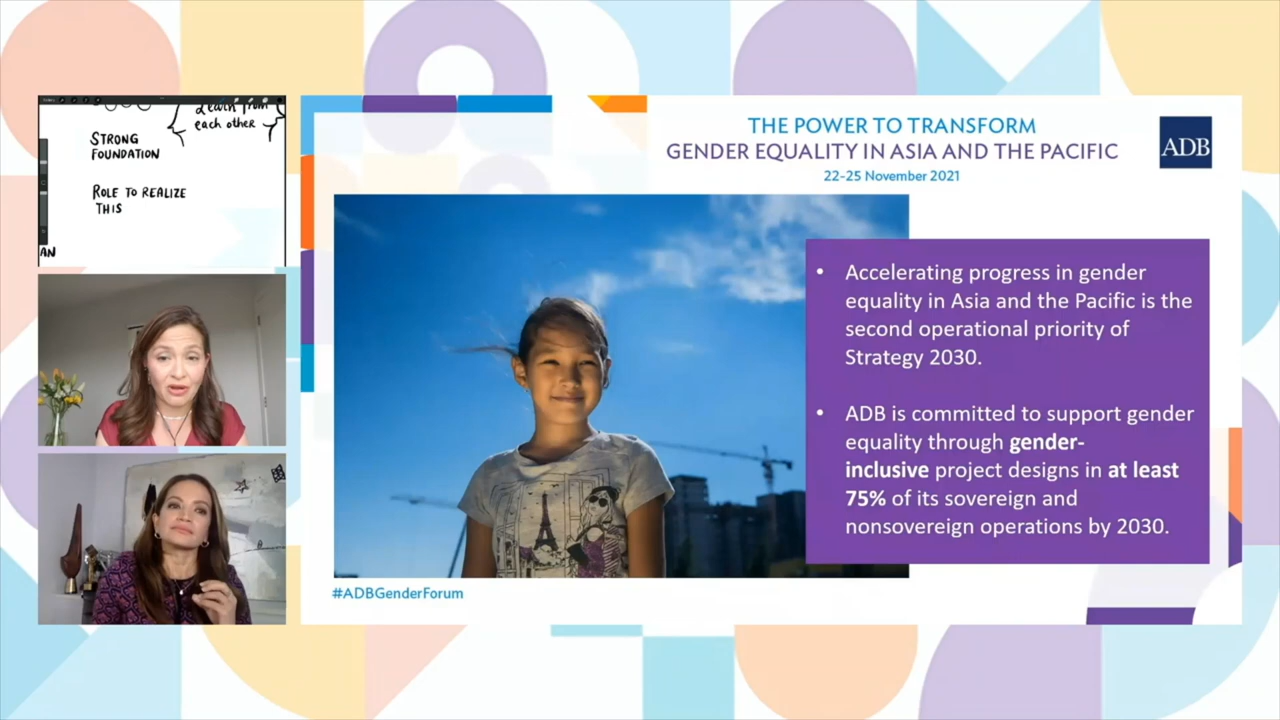 Learn from
each other
STRONG
FOUNDATION
ROLE TO REALIZE
THIS
AN
THE POWER TO TRANSFORM
GENDER EQUALITY IN ASIA AND THE PACIFIC
22-25 November 2021
ADB
• Accelerating progress in gender
equality in Asia and the Pacific is the
second operational priority of
Strategy 2030.
• ADB is committed to support gender
equality through gender-
inclusive project designs in at least
75% of its sovereign and
nonsovereign operations by 2030.
#ADBGenderForum